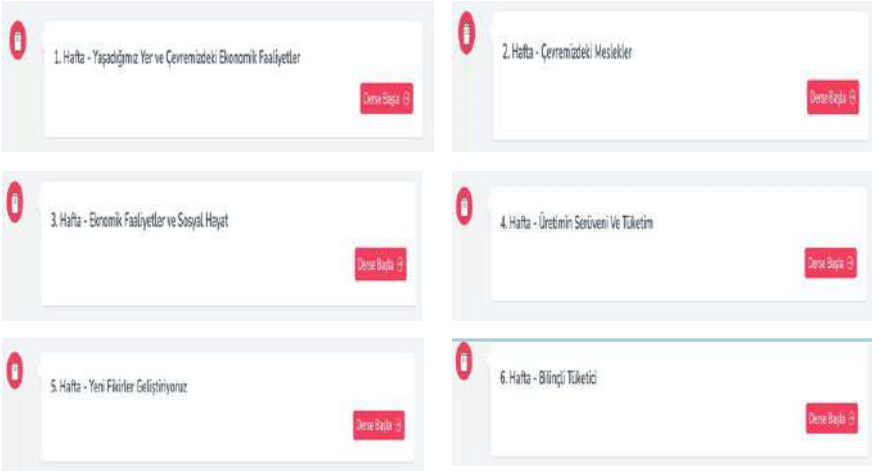 1. Hafta - Yaşadığımız Yer ve Çevremizdeki Ekonomik Faaliyetler
Derse Başla
2. Hafta - Çevremizdeki Meslekler
Derse Başla
3. Hafta - Eknomik Faaliyetler ve Sosyal Hayat
Derse Başla
4. Hafta - Üretimin Serüveni Ve Tüketim
Derse Başla
5. Hafta - Yeni Fikirler Geliştiriyoruz
Derse Başla
6. Hafta - Bilinçli Tüketici
Derse Başla